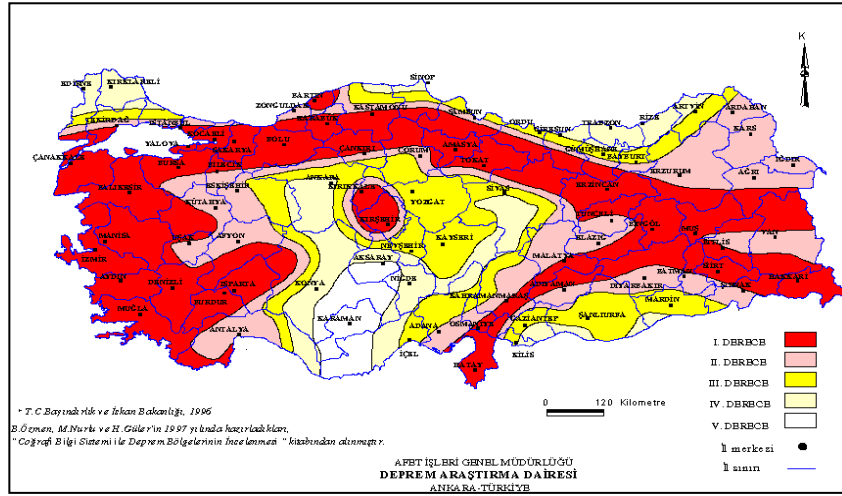 K
SİNOP
EDİRNE KIRKLARELİ
BARTIN
ZONGULDAK KASTAMONU
KARABÜK SAMSUN
ORDU TRABZON RİZE ARTVİN ARDAHAN
GİRESUN
TEKİRDAĞ İSTANBUL
KOCAELİ
YALOVA SAKARYA BOLU
ÇANKIRI ÇORUM AMASYA
TOKAT
GÜMÜŞHANE
BAYBURT
KARS
ÇANAKKALE
BURSA BİLECİK
ERZURUM AĞRI IĞDIR
BALIKESİR ESKİŞEHİR
ANKARA KIRIKKALE
YOZGAT SİVAS ERZİNCAN
KÜTAHYA
KIRŞEHİR
TUNCELİ BİNGÖL
MUŞ
MANİSA UŞAK AFYON
NEVŞEHİR KAYSERİ
ELAZIĞ BİTLİS VAN
İZMİR
AKSARAY
MALATYA
AYDIN DENİZLİ ISPARTA
BURDUR
KONYA NİĞDE
KAHRAMANMARAŞ
ADIYAMAN DİYARBAKIR BATMAN SİİRT
ŞIRNAK HAKKARİ
MUĞLA
ANTALYA
KARAMAN
ADANA OSMANİYE GAZİANTEP ŞANLIURFA MARDİN
İÇEL KİLİS
HATAY
I. DERECE
II. DERECE
III. DERECE
IV. DERECE
V. DERECE
İl merkezi
İl sınırı
0 120 Kilometre
* T.C.Bayındırlık ve İskan Bakanlığı, 1996
B.Özmen, M.Nurlu ve H.Güler'in 1997 yılında hazırladıkları,
"Coğrafi Bilgi Sistemi ile Deprem Bölgelerinin İncelenmesi " kitabından alınmıştır.
AFET İŞLERİ GENEL MÜDÜRLÜĞÜ
DEPREM ARAŞTIRMA DAİRESİ
ANKARA-TÜRKİYE